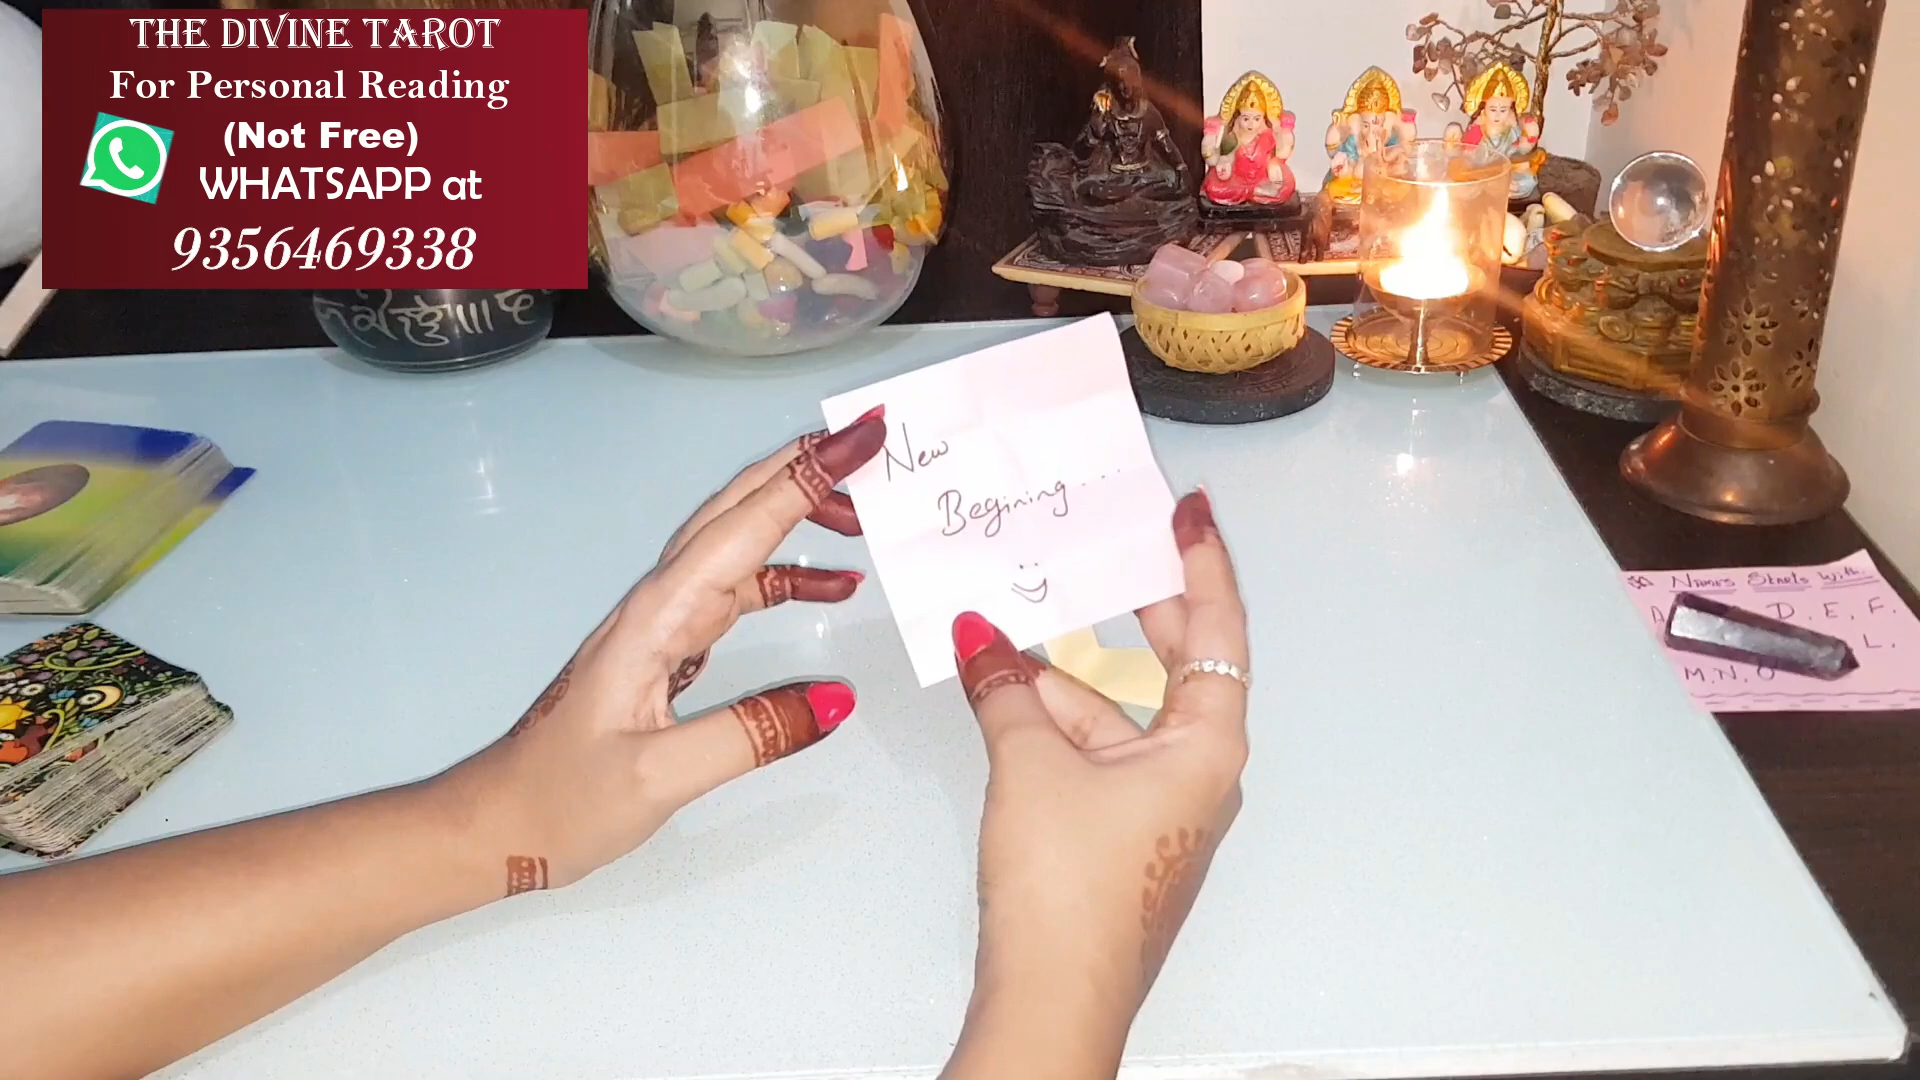 THE DIVINE TAROT
For Personal Reading
(Not Free)
WHATSAPP at
9356469338
New
Begining...
NAMES Starts With.
A D, E, F.
L.
M, N, O